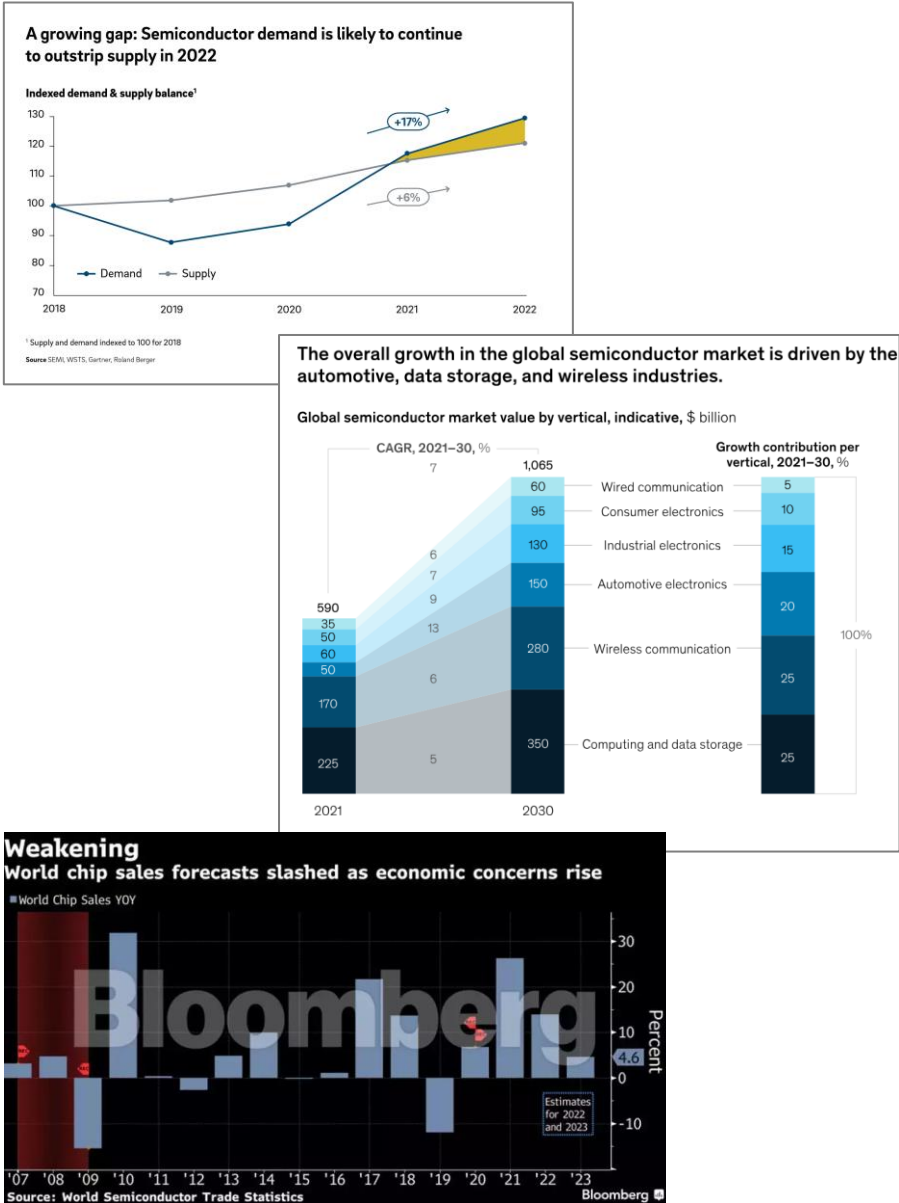 A growing gap: Semiconductor demand is likely to continue
to outstrip supply in 2022
Indexed demand & supply balance¹
130
120
110
100
90
80
70
+17%
+6%
Demand
Supply
2018
2019
2020
2021
2022
¹ Supply and demand indexed to 100 for 2018
Source SEMI, WSTS, Gartner, Roland Berger
The overall growth in the global semiconductor market is driven by the
automotive, data storage, and wireless industries.
Global semiconductor market value by vertical, indicative, $ billion
CAGR, 2021–30, %
7
Growth contribution per
vertical, 2021–30, %
1,065
60
Wired communication
5
95
Consumer electronics
10
130
Industrial electronics
15
150
Automotive electronics
20
280
Wireless communication
25
350
Computing and data storage
25
6
7
9
13
6
5
590
35
50
60
50
170
225
100%
2021
2030
Weakening
World chip sales forecasts slashed as economic concerns rise
World Chip Sales YOY
Bloomberg
30
20
10
4.6
0
-10
Percent
Estimates
for 2022
and 2023
'07
'08
'09
'10
'11
'12
'13
'14
'15
'16
'17
'18
'19
'20
'21
'22
'23
Source: World Semiconductor Trade Statistics
Bloomberg